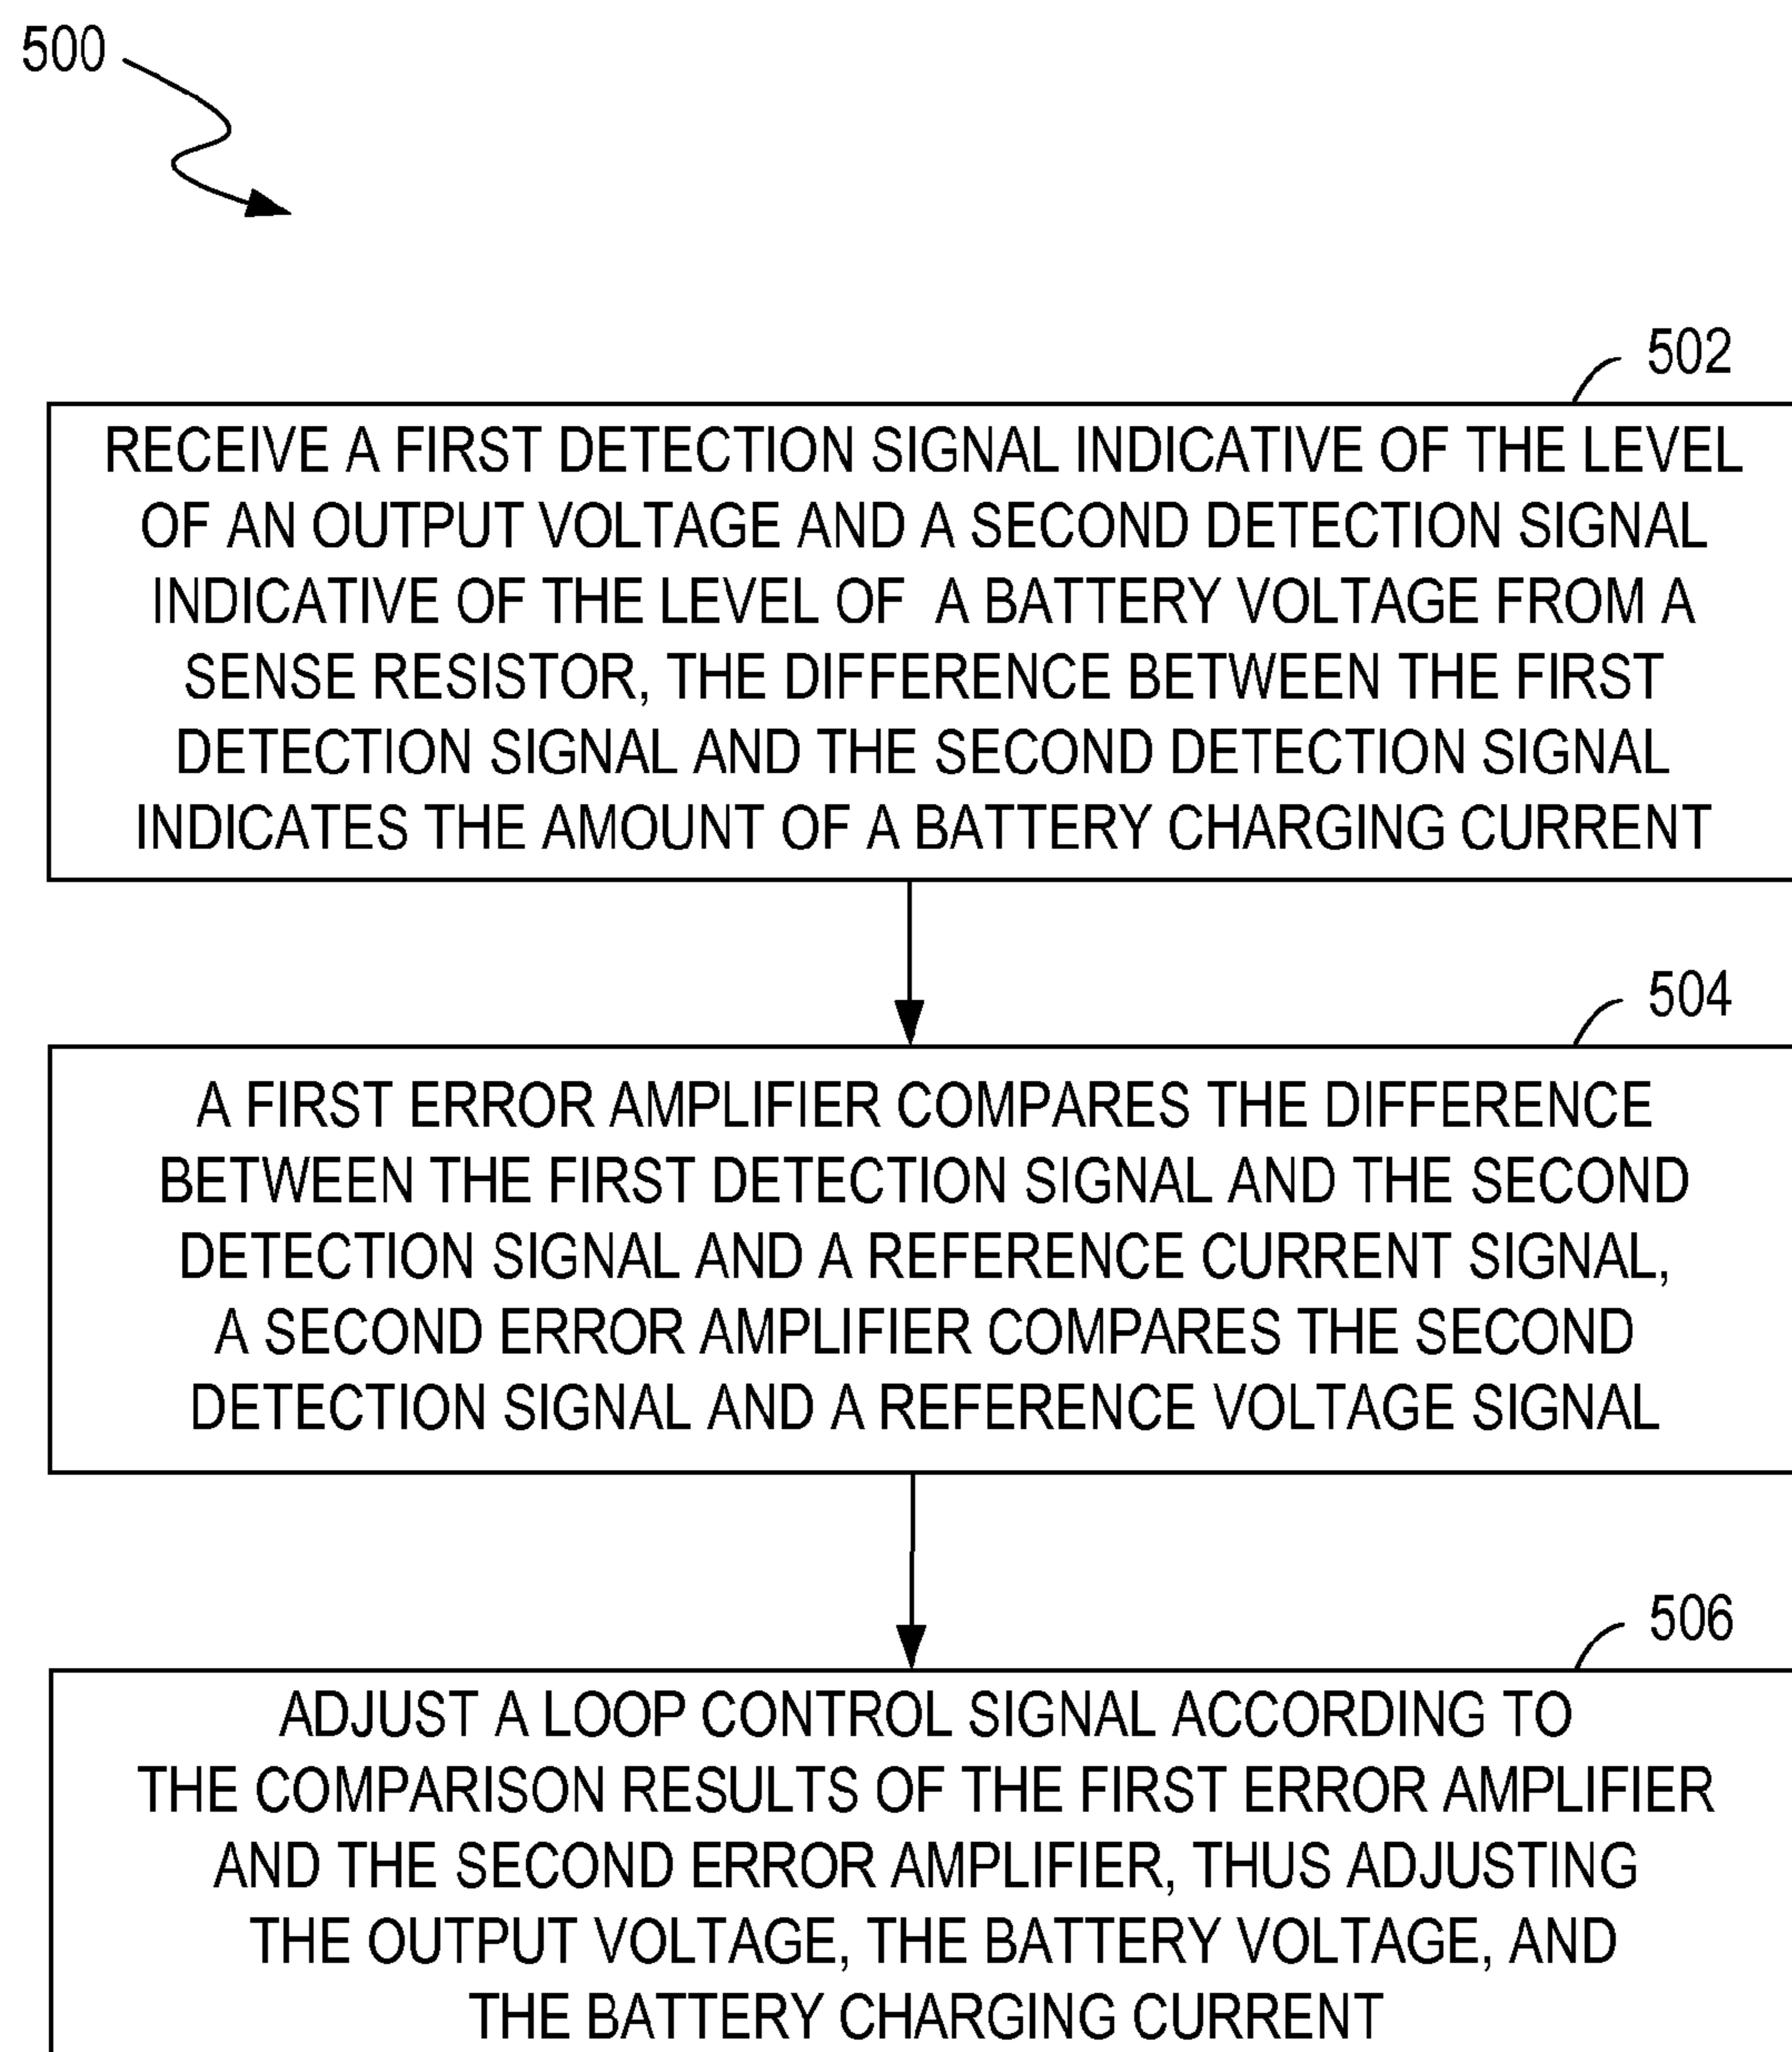 500
502
RECEIVE A FIRST DETECTION SIGNAL INDICATIVE OF THE LEVEL
OF AN OUTPUT VOLTAGE AND A SECOND DETECTION SIGNAL
INDICATIVE OF THE LEVEL OF A BATTERY VOLTAGE FROM A
SENSE RESISTOR, THE DIFFERENCE BETWEEN THE FIRST
DETECTION SIGNAL AND THE SECOND DETECTION SIGNAL
INDICATES THE AMOUNT OF A BATTERY CHARGING CURRENT
504
A FIRST ERROR AMPLIFIER COMPARES THE DIFFERENCE
BETWEEN THE FIRST DETECTION SIGNAL AND THE SECOND
DETECTION SIGNAL AND A REFERENCE CURRENT SIGNAL,
A SECOND ERROR AMPLIFIER COMPARES THE SECOND
DETECTION SIGNAL AND A REFERENCE VOLTAGE SIGNAL
506
ADJUST A LOOP CONTROL SIGNAL ACCORDING TO
THE COMPARISON RESULTS OF THE FIRST ERROR AMPLIFIER
AND THE SECOND ERROR AMPLIFIER, THUS ADJUSTING
THE OUTPUT VOLTAGE, THE BATTERY VOLTAGE, AND
THE BATTERY CHARGING CURRENT